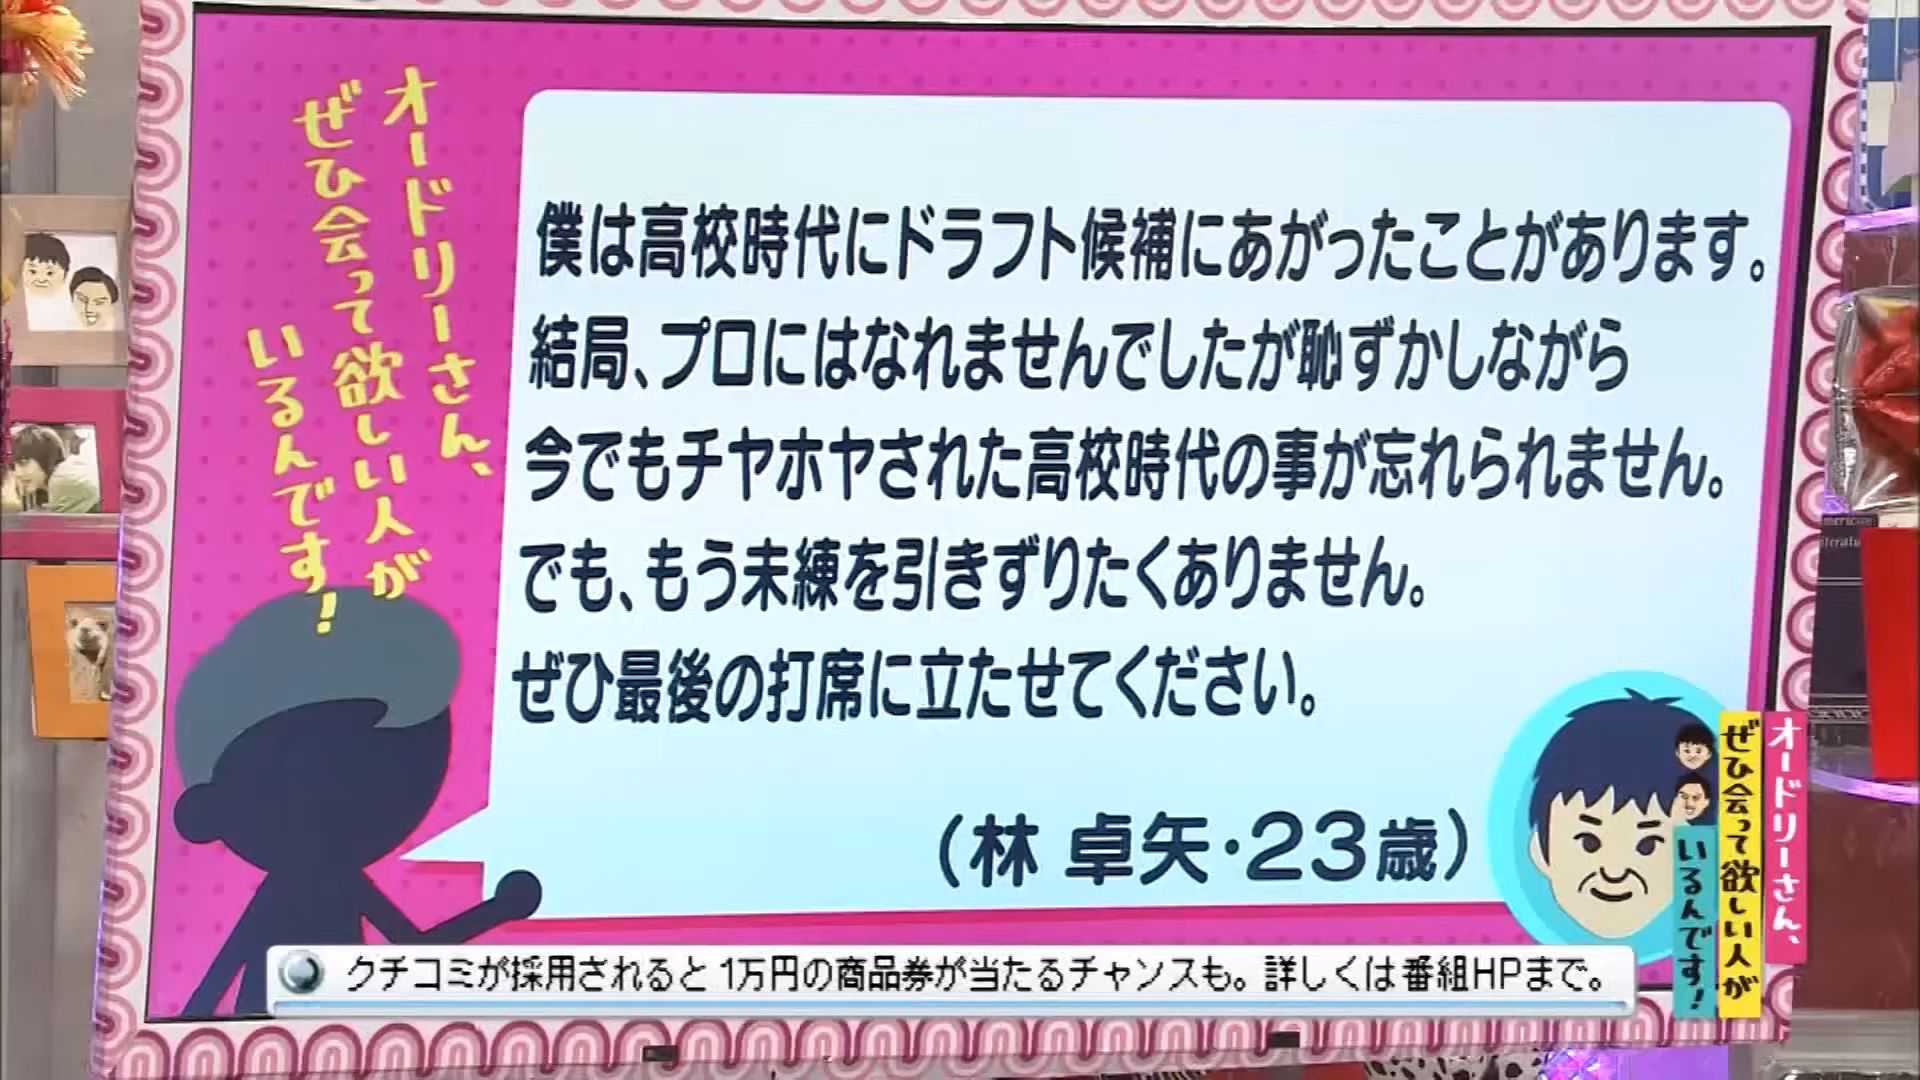 オードリーさん、
ぜひ会って欲しい人が
いるんです!
僕は高校時代にドラフト候補にあがったことがあります。
結局、プロにはなれませんでしたが恥ずかしながら
今でもチヤホヤされた高校時代の事が忘れられません。
でも、もう未練を引きずりたくありません。
ぜひ最後の打席に立たせてください。
(林 卓矢・23歳)
オードリーさん、
ぜひ会って欲しい人が
いるんです!
クチコミが採用されると1万円の商品券が当たるチャンスも。詳しくは番組HPまで。